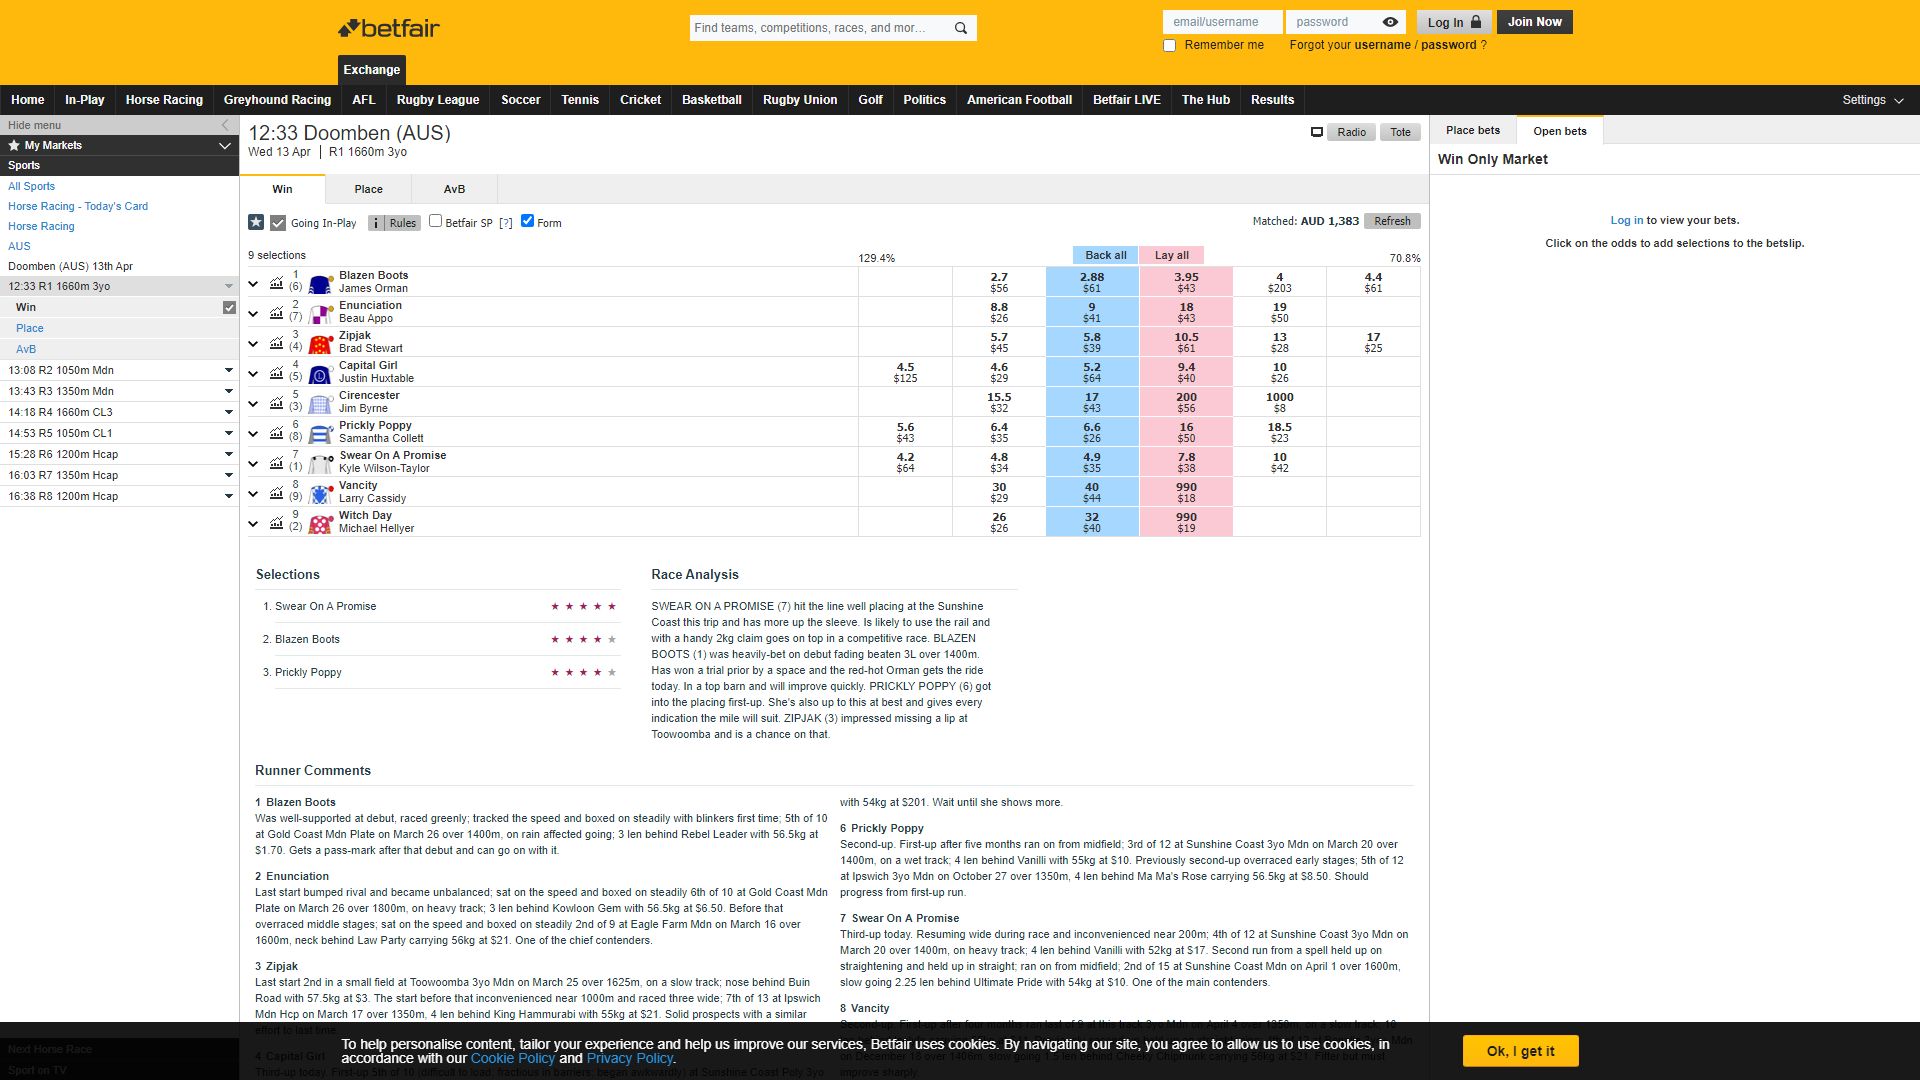 betfair
Find teams, competitions, races, and mor...
email/username
password
Log In
Join Now
Remember me
Forgot your username / password ?
Exchange
Home In-Play Horse Racing Greyhound Racing AFL Rugby League Soccer Tennis Cricket Basketball Rugby Union Golf Politics American Football Betfair LIVE The Hub Results Settings
Hide menu
My Markets
Sports
All Sports
Horse Racing - Today's Card
Horse Racing
AUS
Doomben (AUS) 13th Apr
12:33 R1 1660m 3yo
Win
Place
AvB
13:08 R2 1050m Mdn
13:43 R3 1350m Mdn
14:18 R4 1660m CL3
14:53 R5 1050m CL1
15:28 R6 1200m Hcap
16:03 R7 1350m Hcap
16:38 R8 1200m Hcap
Next Horse Race
Sport on TV
12:33 Doomben (AUS)
Wed 13 Apr | R1 1660m 3yo
Radio
Tote
Win Place AvB
Going In-Play i Rules Betfair SP [?] Form
Matched: AUD 1,383 Refresh
9 selections 129.4% Back all Lay all 70.8%
1 Blazen Boots 2.7 2.88 3.95 4 4.4
(6) James Orman $56 $61 $43 $203 $61
2 Enunciation 8.8 9 18 19
(7) Beau Appo $26 $41 $43 $50
3 Zipjak 5.7 5.8 10.5 13 17
(4) Brad Stewart $45 $39 $61 $28 $25
4 Capital Girl 4.5 4.6 5.2 9.4 10
(5) Justin Huxtable $125 $29 $64 $40 $26
5 Cirencester 15.5 17 200 1000
(3) Jim Byrne $32 $43 $56 $8
6 Prickly Poppy 5.6 6.4 6.6 16 18.5
(8) Samantha Collett $43 $35 $26 $50 $23
7 Swear On A Promise 4.2 4.8 4.9 7.8 10
(1) Kyle Wilson-Taylor $64 $34 $35 $38 $42
8 Vancity 30 40 990
(9) Larry Cassidy $29 $44 $18
9 Witch Day 26 32 990
(2) Michael Hellyer $26 $40 $19
Selections
1. Swear On A Promise
2. Blazen Boots
3. Prickly Poppy
Race Analysis
SWEAR ON A PROMISE (7) hit the line well placing at the Sunshine
Coast this trip and has more up the sleeve. Is likely to use the rail and
with a handy 2kg claim goes on top in a competitive race. BLAZEN
BOOTS (1) was heavily-bet on debut fading beaten 3L over 1400m.
Has won a trial prior by a space and the red-hot Orman gets the ride
today. In a top barn and will improve quickly. PRICKLY POPPY (6) got
into the placing first-up. She's also up to this at best and gives every
indication the mile will suit. ZIPJAK (3) impressed missing a lip at
Toowoomba and is a chance on that.
Runner Comments
1 Blazen Boots
Was well-supported at debut, raced greenly; tracked the speed and boxed on steadily with blinkers first time; 5th of 10
at Gold Coast Mdn Plate on March 26 over 1400m, on rain affected going; 3 len behind Rebel Leader with 56.5kg at
$1.70. Gets a pass-mark after that debut and can go on with it.
2 Enunciation
Last start bumped rival and became unbalanced; sat on the speed and boxed on steadily 6th of 10 at Gold Coast Mdn
Plate on March 26 over 1800m, on heavy track; 3 len behind Kowloon Gem with 56.5kg at $6.50. Before that
overraced middle stages; sat on the speed and boxed on steadily 2nd of 9 at Eagle Farm Mdn on March 16 over
1600m, neck behind Law Party carrying 56kg at $21. One of the chief contenders.
3 Zipjak
Last start 2nd in a small field at Toowoomba 3yo Mdn on March 25 over 1625m, on a slow track; nose behind Buin
Road with 57.5kg at $3. The start before that inconvenienced near 1000m and raced three wide; 7th of 13 at Ipswich
Mdn Hcp on March 17 over 1350m, 4 len behind King Hammurabi with 55kg at $21. Solid prospects with a similar
effort to last time.
4 Capital Girl
Third-up today. First-up 5th of 10 (difficult to load; fractious in barriers; began awkwardly) at Sunshine Coast Poly 3yo
with 54kg at $201. Wait until she shows more.
6 Prickly Poppy
Second-up. First-up after five months ran on from midfield; 3rd of 12 at Sunshine Coast 3yo Mdn on March 20 over
1400m, on a wet track; 4 len behind Vanilli with 55kg at $10. Previously second-up overraced early stages; 5th of 12
at Ipswich 3yo Mdn on October 27 over 1350m, 4 len behind Ma Ma's Rose carrying 56.5kg at $8.50. Should
progress from first-up run.
7 Swear On A Promise
Third-up today. Resuming wide during race and inconvenienced near 200m; 4th of 12 at Sunshine Coast 3yo Mdn on
March 20 over 1400m, on heavy track; 4 len behind Vanilli with 52kg at $17. Second run from a spell held up on
straightening and held up in straight; ran on from midfield; 2nd of 15 at Sunshine Coast Mdn on April 1 over 1600m,
slow going 2.25 len behind Ultimate Pride with 54kg at $10. One of the main contenders.
8 Vancity
Second-up. First-up after four months ran last of 9 at this track 3yo Mdn on April 4 over 1350m, on a slow track; 10
on December 18 over 1406m, slow going 1.5 len behind Cheeky Chipmunk carrying 56kg at $21. Fitter but must
improve sharply.
Place bets Open bets
Win Only Market
Log in to view your bets.
Click on the odds to add selections to the betslip.
To help personalise content, tailor your experience and help us improve our services, Betfair uses cookies. By navigating our site, you agree to allow us to use cookies, in
accordance with our Cookie Policy and Privacy Policy.
Ok, I get it